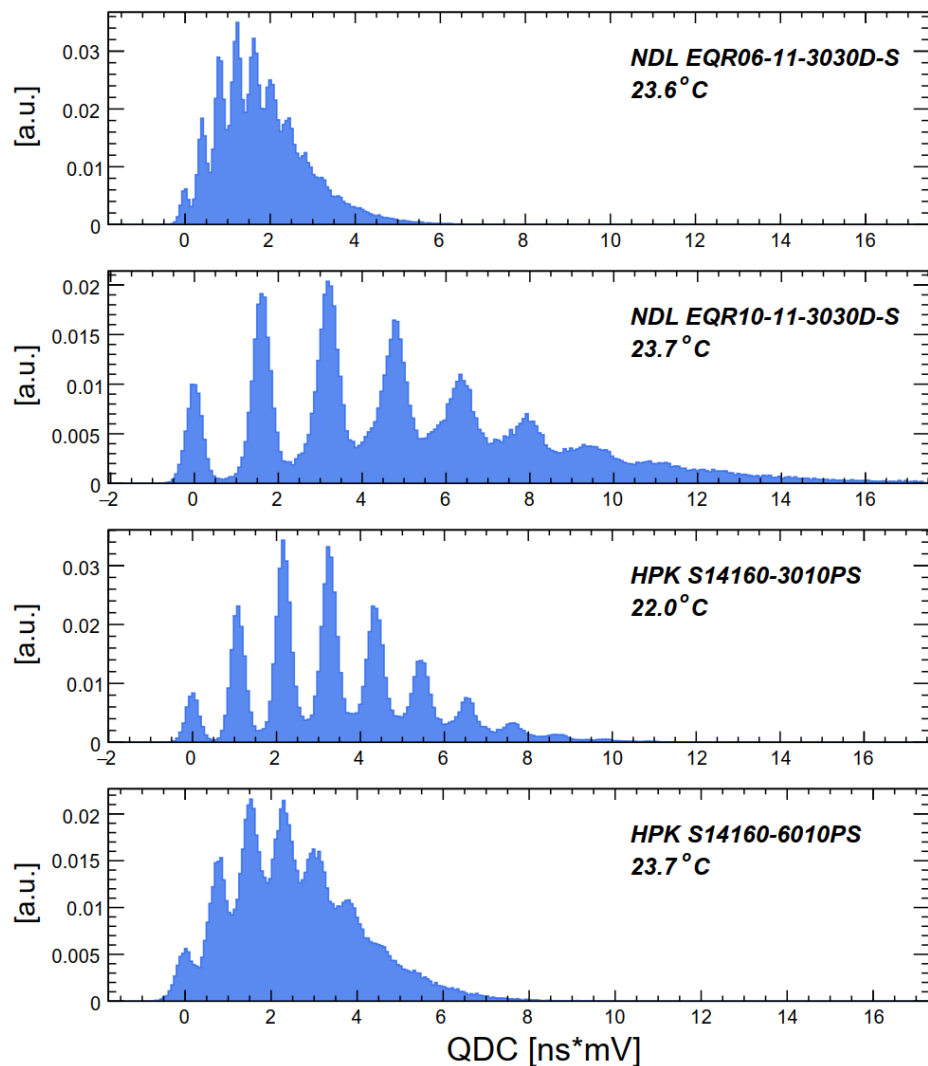 [a.u.]
0.03
0.02
0.01
0
NDL EQR06-11-3030D-S
23.6°C
0 2 4 6 8 10 12 14 16
[a.u.]
0.02
0.015
0.01
0.005
0
NDL EQR10-11-3030D-S
23.7°C
−2 0 2 4 6 8 10 12 14 16
[a.u.]
0.03
0.02
0.01
0
HPK S14160-3010PS
22.0°C
−2 0 2 4 6 8 10 12 14 16
[a.u.]
0.02
0.015
0.01
0.005
0
HPK S14160-6010PS
23.7°C
0 2 4 6 8 10 12 14 16
QDC [ns*mV]